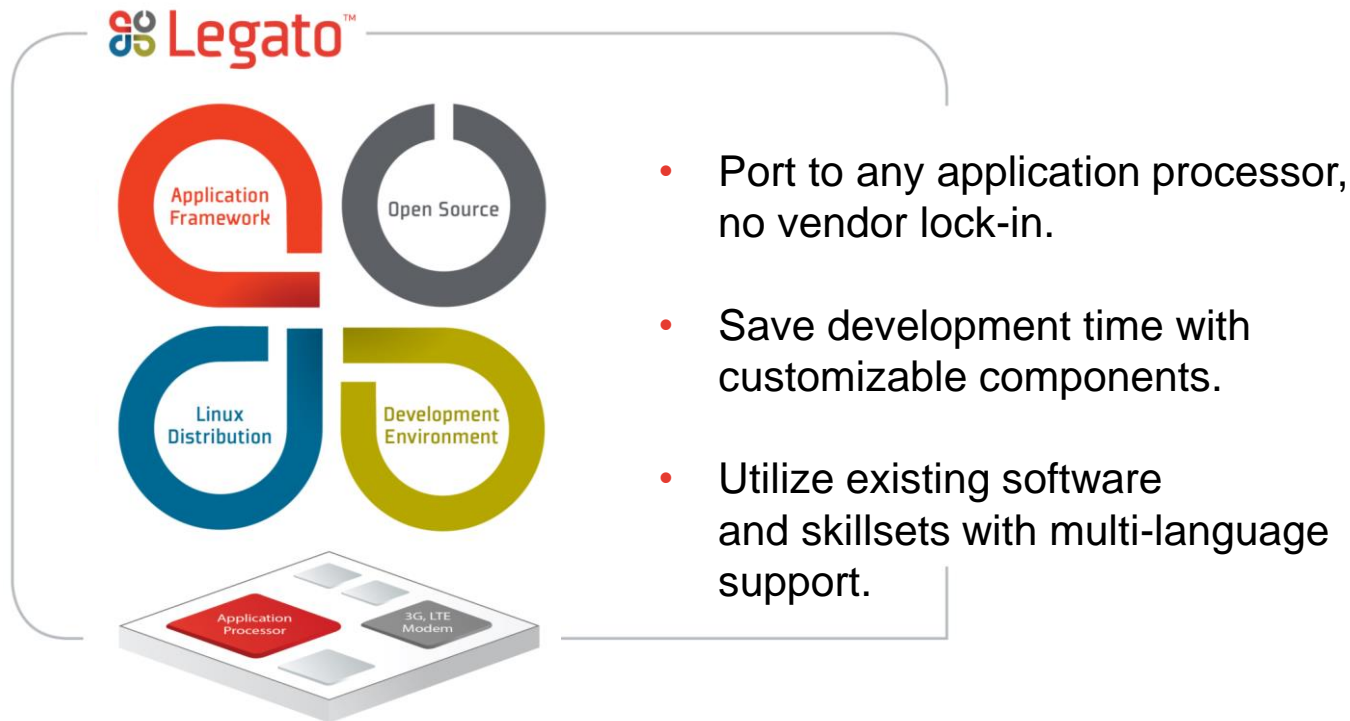 Legato™
Application
Framework
Open Source
Linux
Distribution
Development
Environment
Application
Processor
3G, LTE
Modem
• Port to any application processor,
no vendor lock-in.
• Save development time with
customizable components.
• Utilize existing software
and skillsets with multi-language
support.